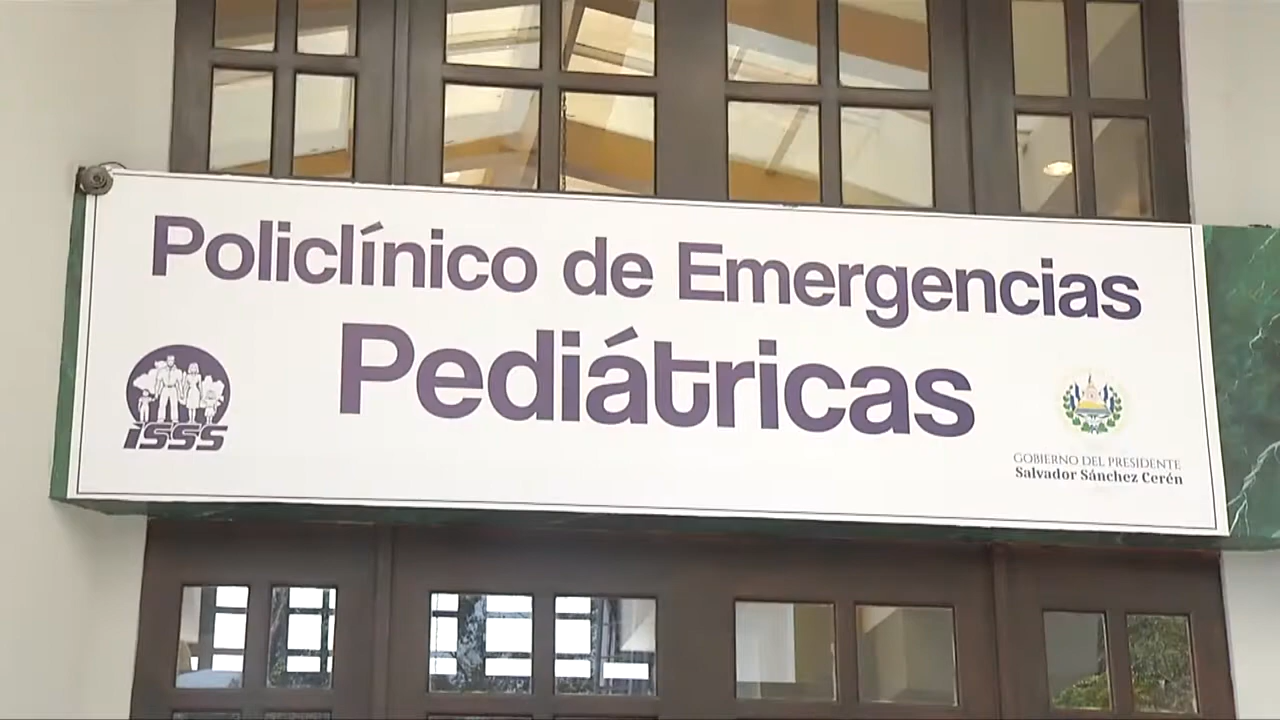 Policlínico de Emergencias
Pediátricas
ISSS
GOBIERNO DEL PRESIDENTE
Salvador Sánchez Cerén